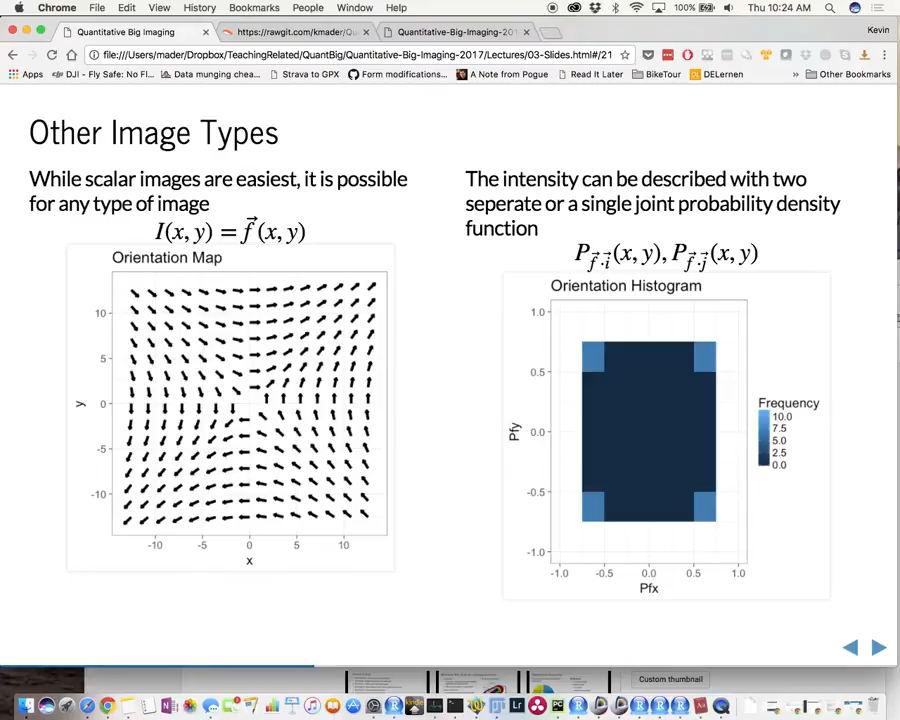 Chrome File Edit View History Bookmarks People Window Help 100% Thu 10:24 AM
Quantitative Big Imaging × https://rawgit.com/kmader/Qu × Quantitative-Big-Imaging-201 × Kevin
file:///Users/mader/Dropbox/TeachingRelated/QuantBig/Quantitative-Big-Imaging-2017/Lectures/03-Slides.html#/21
Apps DJI - Fly Safe: No Fl... Data munging chea... Strava to GPX Form modifications... A Note from Pogue Read It Later BikeTour DELernen » Other Bookmarks
Other Image Types
While scalar images are easiest, it is possible
for any type of image
I(x, y) = f⃗(x, y)
Orientation Map
10
5
0
-5
-10
y
-10 -5 0 5 10
x
The intensity can be described with two
seperate or a single joint probability density
function
P_{f⃗·i⃗}(x, y), P_{f⃗·j⃗}(x, y)
Orientation Histogram
1.0
0.5
0.0
-0.5
-1.0
Pfy
-1.0 -0.5 0.0 0.5 1.0
Pfx
Frequency
10.0
7.5
5.0
2.5
0.0
Custom thumbnail